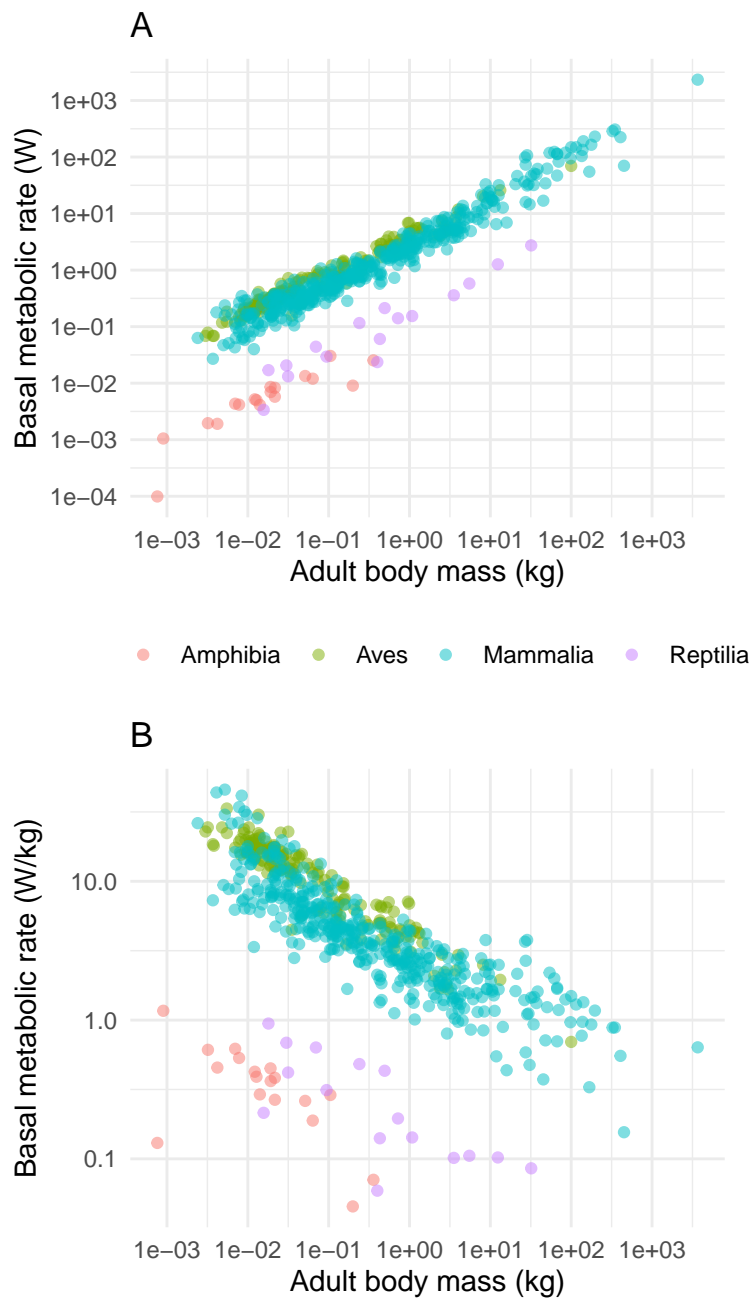 A
Basal metabolic rate (W)
1e+03
1e+02
1e+01
1e+00
1e−01
1e−02
1e−03
1e−04
1e−03 1e−02 1e−01 1e+00 1e+01 1e+02 1e+03
Adult body mass (kg)
Amphibia Aves Mammalia Reptilia
B
Basal metabolic rate (W/kg)
10.0
1.0
0.1
1e−03 1e−02 1e−01 1e+00 1e+01 1e+02 1e+03
Adult body mass (kg)